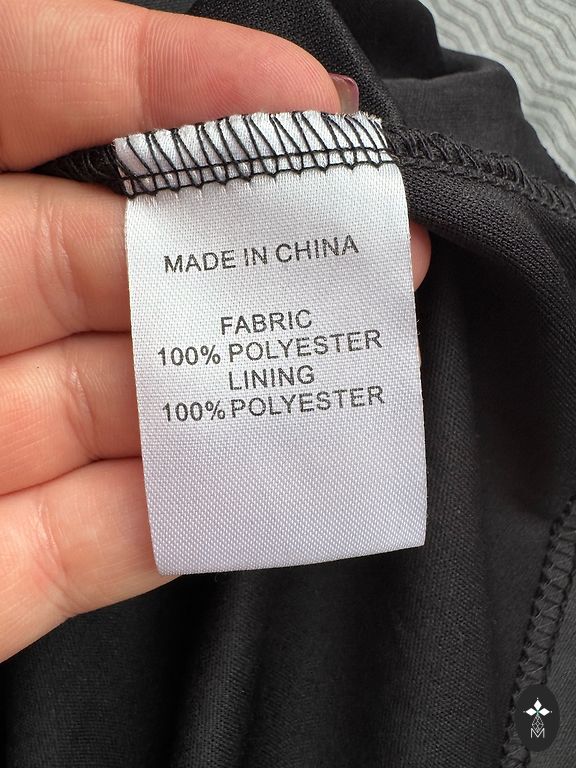 MADE IN CHINA
FABRIC
100% POLYESTER
LINING
100% POLYESTER